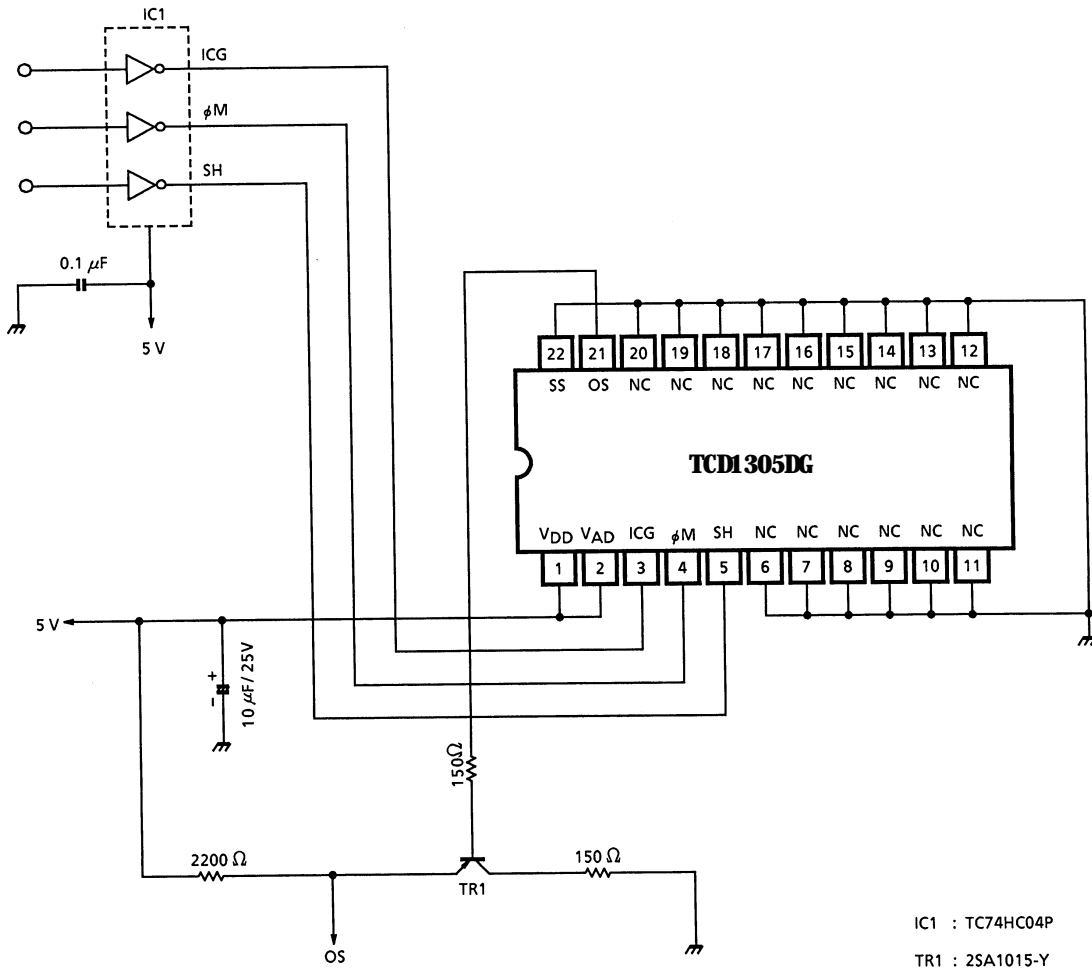 IC1
ICG
φM
SH
0.1 μF
5 V
22 21 20 19 18 17 16 15 14 13 12
SS OS NC NC NC NC NC NC NC NC NC
TCD1305DG
VDD VAD ICG φM SH NC NC NC NC NC NC
1 2 3 4 5 6 7 8 9 10 11
5 V
+
-
10 μF/25V
150Ω
2200 Ω
150 Ω
TR1
OS
IC1 : TC74HC04P
TR1 : 2SA1015-Y